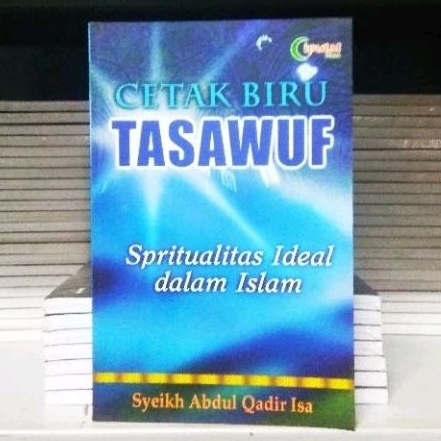 CETAK BIRU
TASAWUF
Spritualitas Ideal
dalam Islam
Syeikh Abdul Qadir Isa